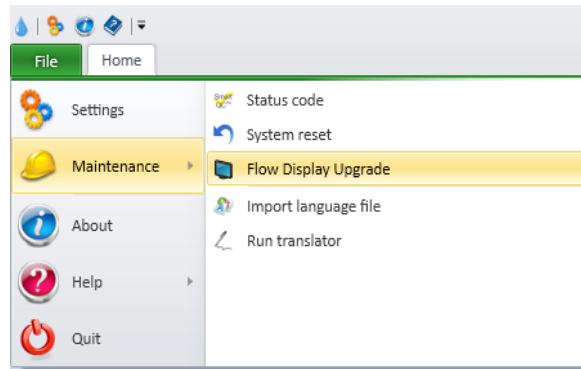 File
Home
Settings
Maintenance
About
Help
Quit
Status code
System reset
Flow Display Upgrade
Import language file
Run translator